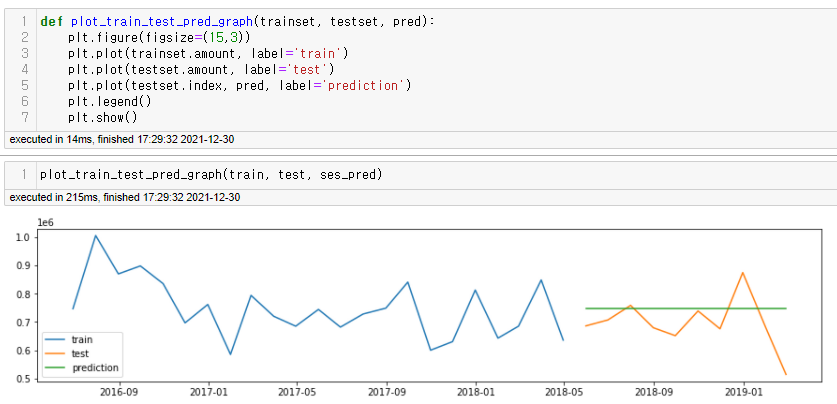 1 def plot_train_test_pred_graph(trainset, testset, pred):
2     plt.figure(figsize=(15,3))
3     plt.plot(trainset.amount, label='train')
4     plt.plot(testset.amount, label='test')
5     plt.plot(testset.index, pred, label='prediction')
6     plt.legend()
7     plt.show()
executed in 14ms, finished 17:29:32 2021-12-30
1 plot_train_test_pred_graph(train, test, ses_pred)
executed in 215ms, finished 17:29:32 2021-12-30
1e6
1.0
0.9
0.8
0.7
0.6
0.5
train
test
prediction
2016-09 2017-01 2017-05 2017-09 2018-01 2018-05 2018-09 2019-01